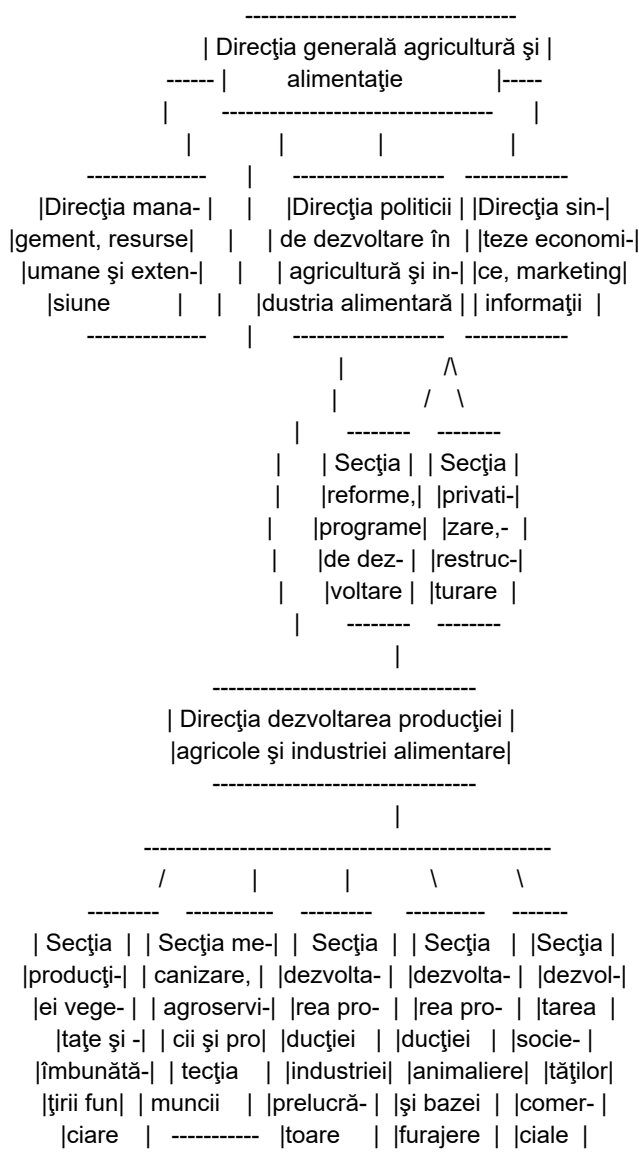 ----------------------------------
| Direcţia generală agricultură şi |
------ | alimentaţie |-----
| ---------------------------------- |
| | | |
--------------- | ------------------- -------------
|Direcţia mana- | | |Direcţia politicii | |Direcţia sin-|
|gement, resurse| | | de dezvoltare în | |teze economi-|
|umane şi exten-| | | agricultură şi in-| |ce, marketing|
|siune | | |dustria alimentară | | informaţii |
--------------- | ------------------- -------------
| /\
| / \
| -------- --------
| | Secţia | | Secţia |
| |reforme,| |privati-|
| |programe| |zare,- |
| |de dez- | |restruc-|
| |voltare | |turare |
| -------- --------
|
---------------------------------
| Direcţia dezvoltarea producţiei |
|agricole şi industriei alimentare|
---------------------------------
|
---------------------------------------------------
/ | | \ \
--------- ----------- --------- ---------- -------
| Secţia | | Secţia me-| | Secţia | | Secţia | |Secţia |
|producţi-| | canizare, | |dezvolta- | |dezvolta- | |dezvol-|
|ei vege- | | agroservi-| |rea pro- | |rea pro- | |tarea |
|taţe şi -| | cii şi pro| |ducţiei | |ducţiei | |socie- |
|îmbunătă-| | tecţia | |industriei| |animaliere| |tăţilor|
|ţirii fun| | muncii | |prelucră- | |şi bazei | |comer- |
|ciare | ----------- |toare | |furajere | |ciale |